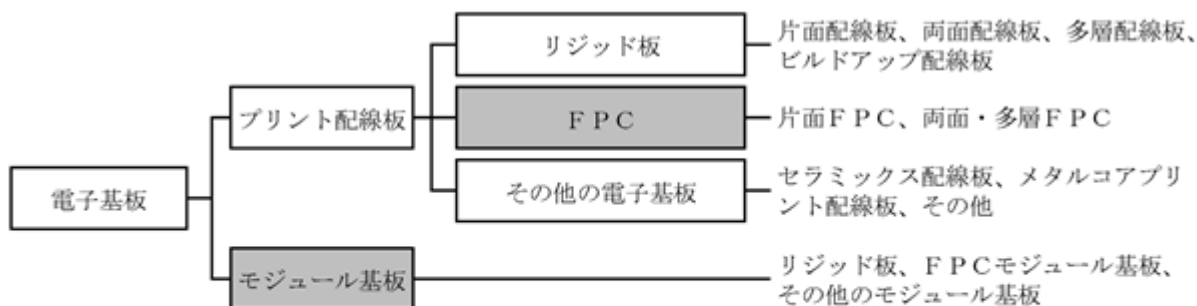 電子基板
プリント配線板
モジュール基板
リジッド板
ＦＰＣ
その他の電子基板
片面配線板、両面配線板、多層配線板、
ビルドアップ配線板
片面ＦＰＣ、両面・多層ＦＰＣ
セラミックス配線板、メタルコアプリ
ント配線板、その他
リジッド板、ＦＰＣモジュール基板、
その他のモジュール基板